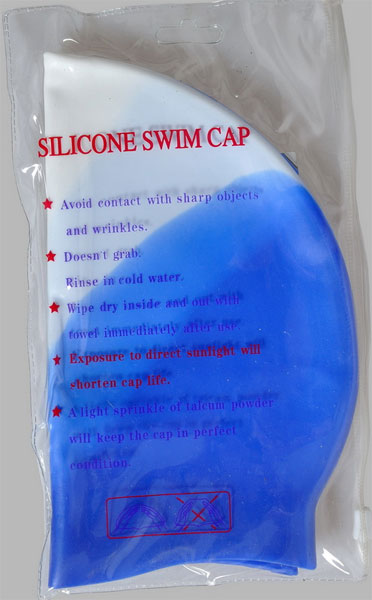 SILICONE SWIM CAP
★ Avoid contact with sharp objects
and wrinkles.
★ Doesn't grab.
Rinse in cold water.
★ Wipe dry inside and out with
towel immediately after use.
★ Exposure to direct sunlight will
shorten cap life.
★ A light sprinkle of talcum powder
will keep the cap in perfect
condition.